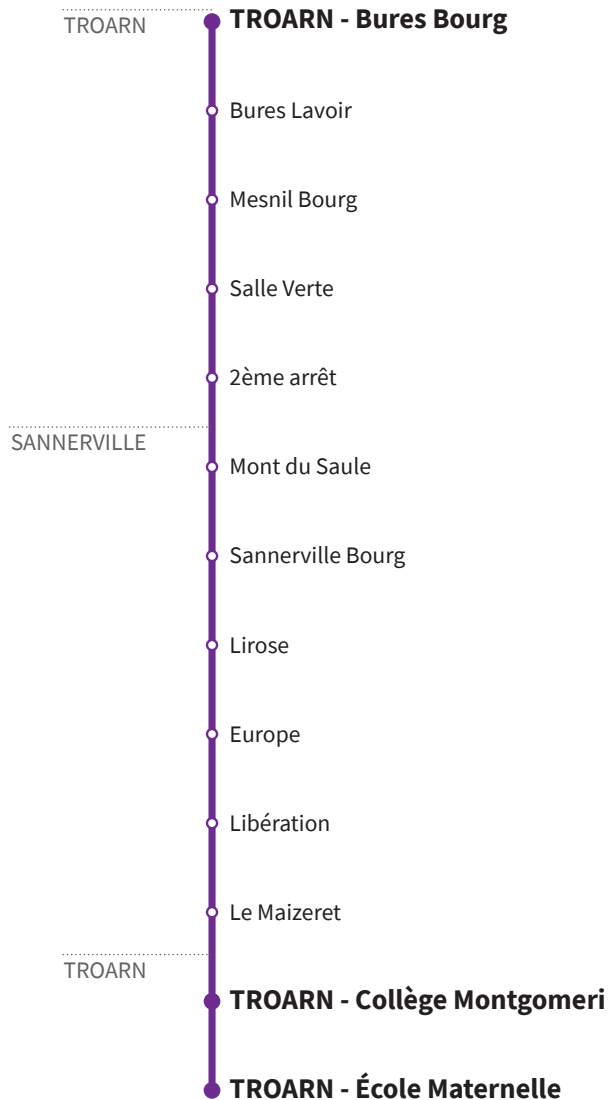 TROARN
TROARN - Bures Bourg
Bures Lavoir
Mesnil Bourg
Salle Verte
2ème arrêt
SANNERVILLE
Mont du Saule
Sannerville Bourg
Lirose
Europe
Libération
Le Maizeret
TROARN
TROARN - Collège Montgomeri
TROARN - École Maternelle